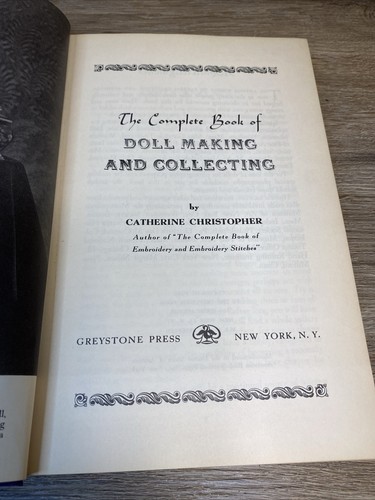 The Complete Book of
DOLL MAKING
AND COLLECTING
by
CATHERINE CHRISTOPHER
Author of "The Complete Book of
Embroidery and Embroidery Stitches"
GREYSTONE PRESS NEW YORK, N. Y.
ll,